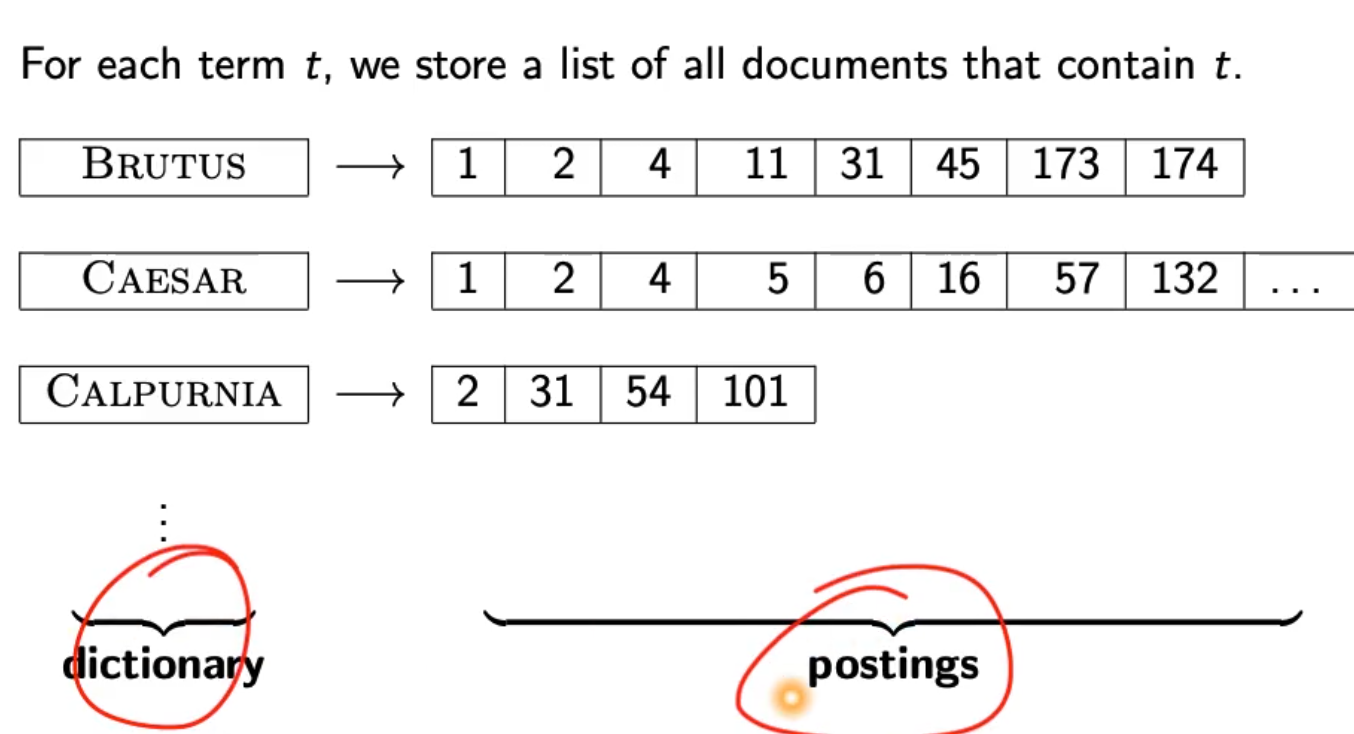 For each term t, we store a list of all documents that contain t.
BRUTUS ⟶ 1 2 4 11 31 45 173 174
CAESAR ⟶ 1 2 4 5 6 16 57 132 ...
CALPURNIA ⟶ 2 31 54 101
⋮
dictionary postings